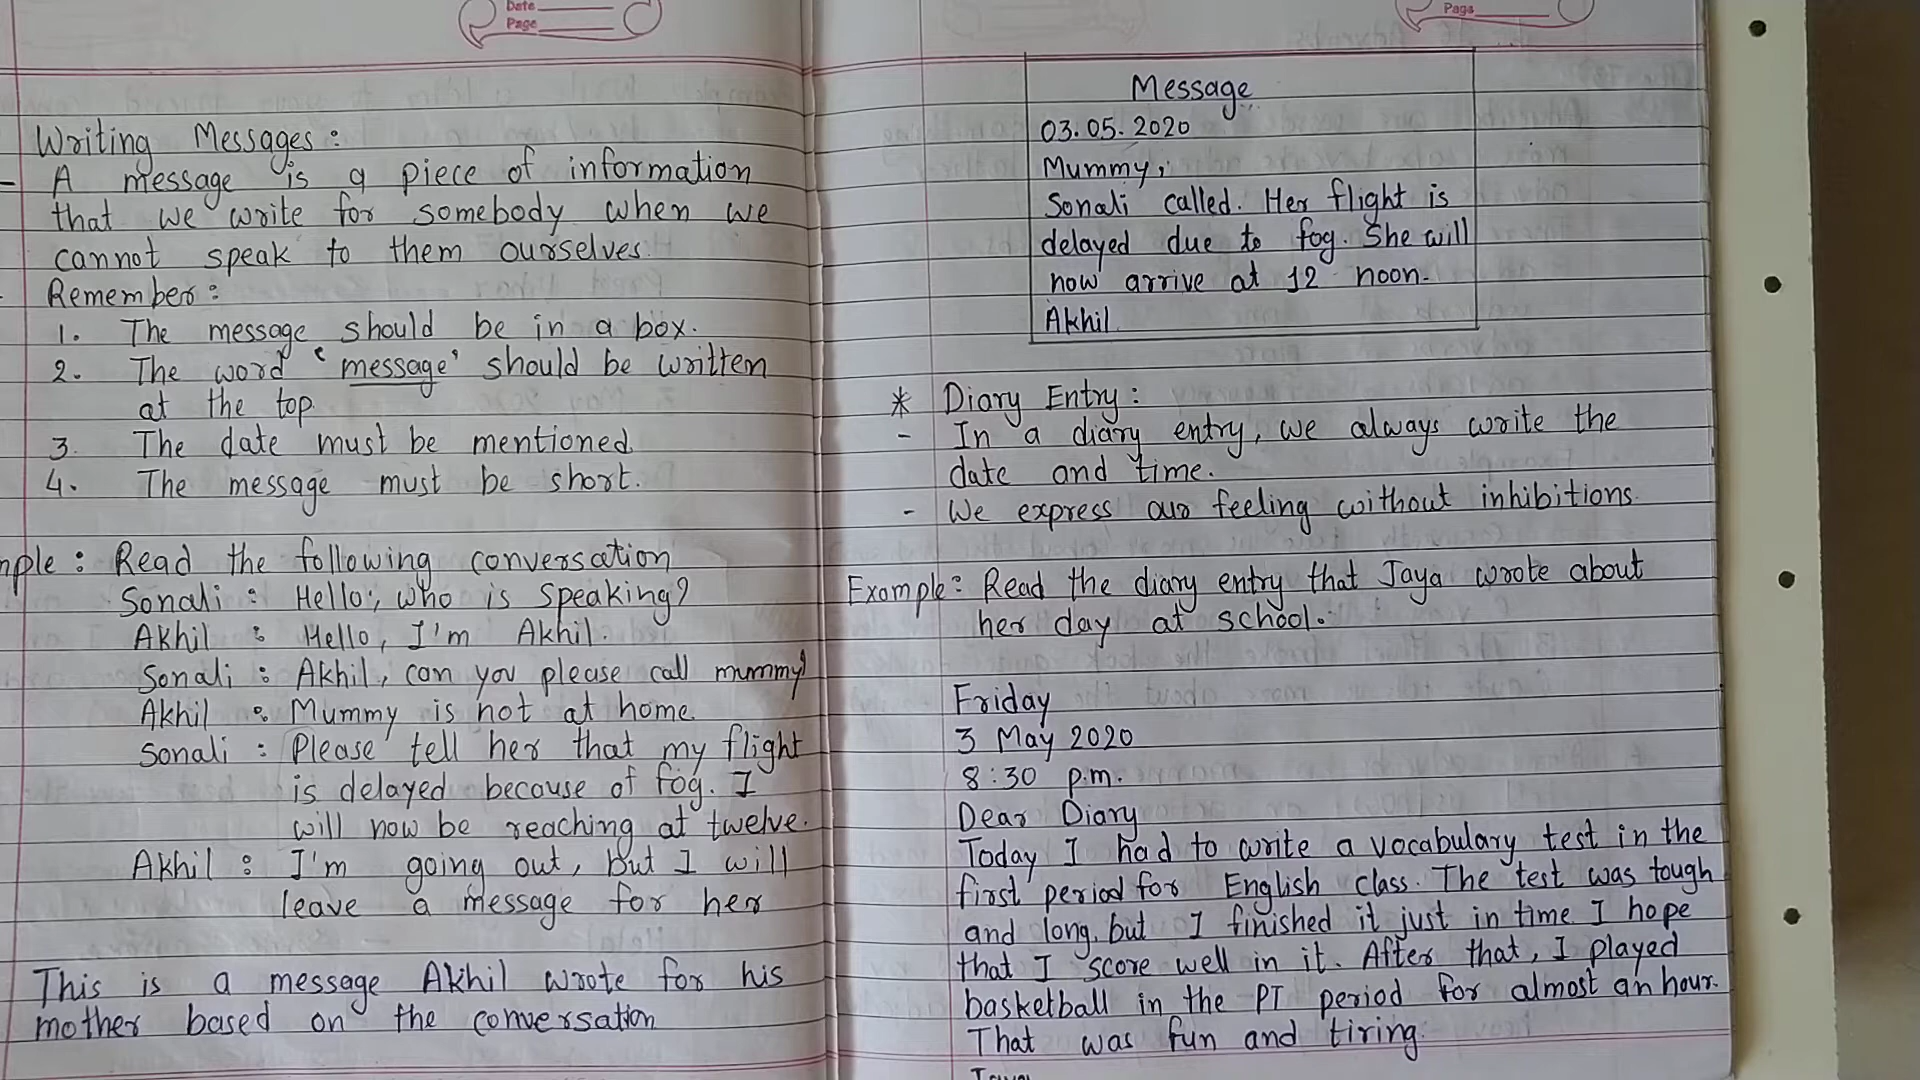 Date
Page
Writing Messages:
- A message is a piece of information
that we write for somebody when we
cannot speak to them ourselves.
- Remember:
1. The message should be in a box.
2. The word 'message' should be written
at the top.
3. The date must be mentioned.
4. The message must be short.
mple: Read the following conversation
Sonali: Hello, who is speaking?
Akhil: Hello, I'm Akhil.
Sonali: Akhil, can you please call mummy?
Akhil: Mummy is not at home.
Sonali: Please tell her that my flight
is delayed because of fog. I
will now be reaching at twelve.
Akhil: I'm going out, but I will
leave a message for her
This is a message Akhil wrote for his
mother based on the conversation
Page
Message
03.05.2020
Mummy,
Sonali called. Her flight is
delayed due to fog. She will
now arrive at 12 noon.
Akhil
* Diary Entry:
- In a diary entry, we always write the
date and time.
- We express our feeling without inhibitions.
Example: Read the diary entry that Jaya wrote about
her day at school.
Friday
3 May 2020
8:30 p.m.
Dear Diary
Today I had to write a vocabulary test in the
first period for English class. The test was tough
and long, but I finished it just in time I hope
that I score well in it. After that, I played
basketball in the PT period for almost an hour.
That was fun and tiring.